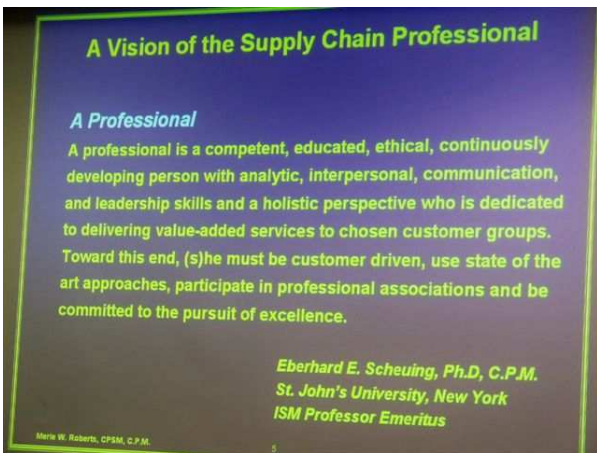 A Vision of the Supply Chain Professional
A Professional
A professional is a competent, educated, ethical, continuously
developing person with analytic, interpersonal, communication,
and leadership skills and a holistic perspective who is dedicated
to delivering value-added services to chosen customer groups.
Toward this end, (s)he must be customer driven, use state of the
art approaches, participate in professional associations and be
committed to the pursuit of excellence.
Eberhard E. Scheuing, Ph.D, C.P.M.
St. John's University, New York
ISM Professor Emeritus
Merle W. Roberts, CPSM, C.P.M.
5